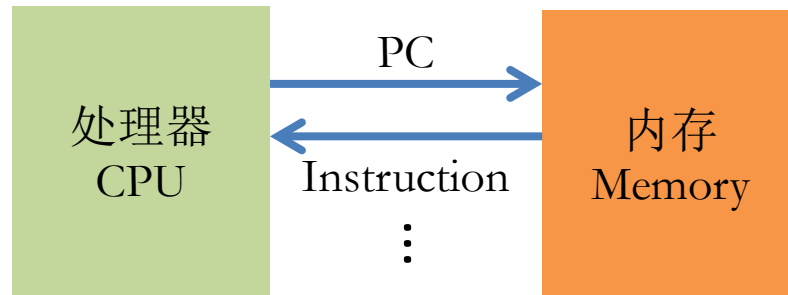 处理器
CPU
PC
Instruction
⋮
内存
Memory